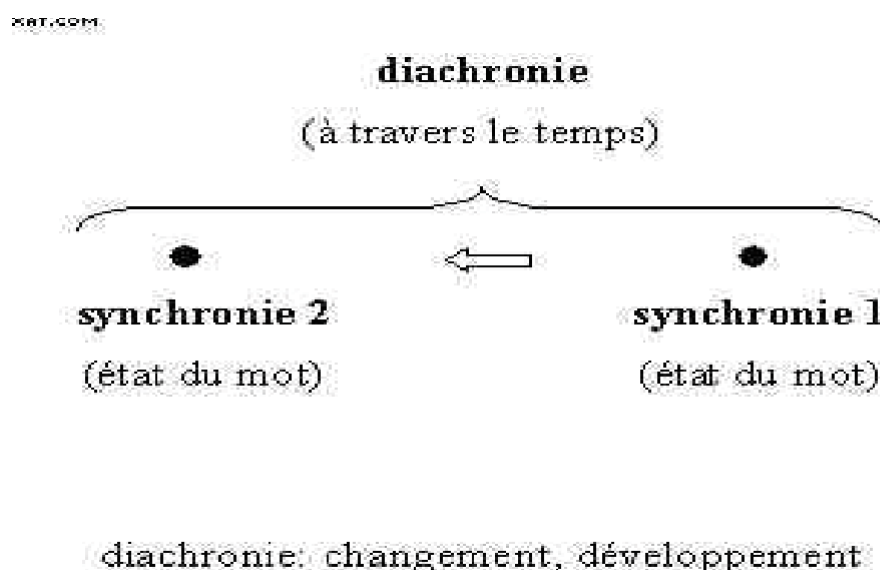 XAT.COM
diachronie
(à travers le temps)
synchronie 2 synchronie 1
(état du mot) (état du mot)
diachronie: changement, développement